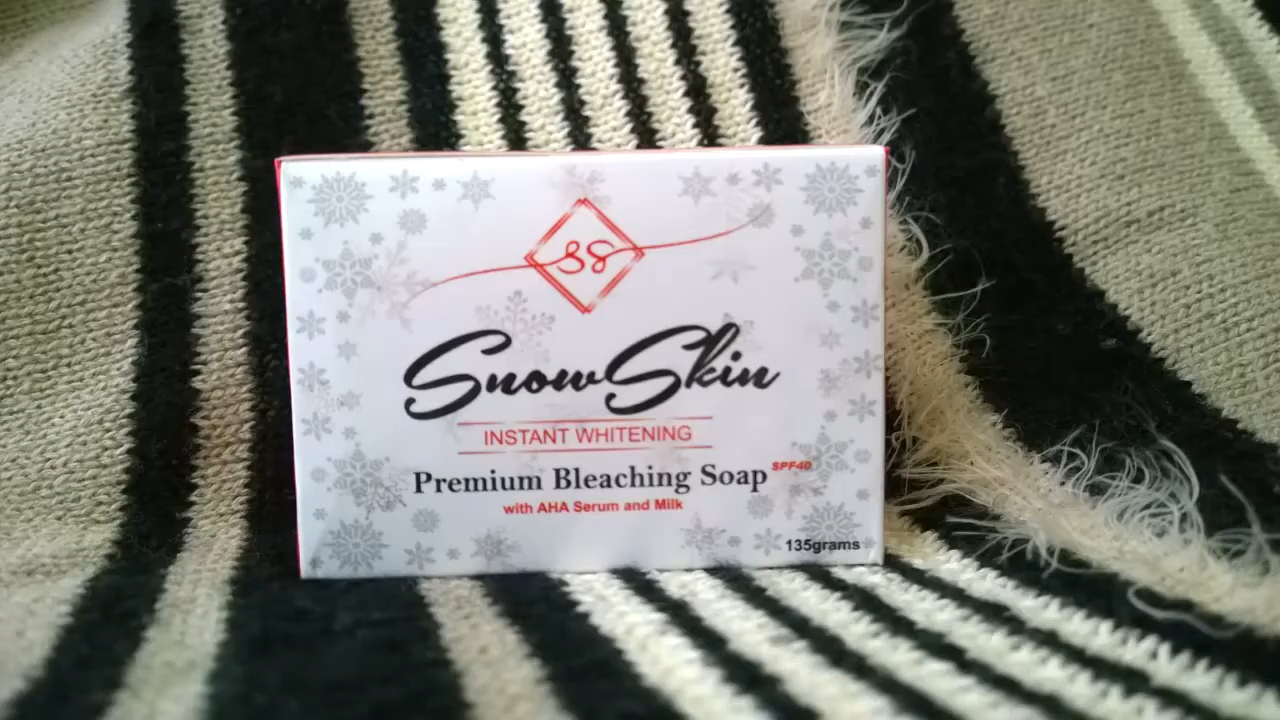 SS
SnowSkin
INSTANT WHITENING
Premium Bleaching Soap SPF40
with AHA Serum and Milk
135grams